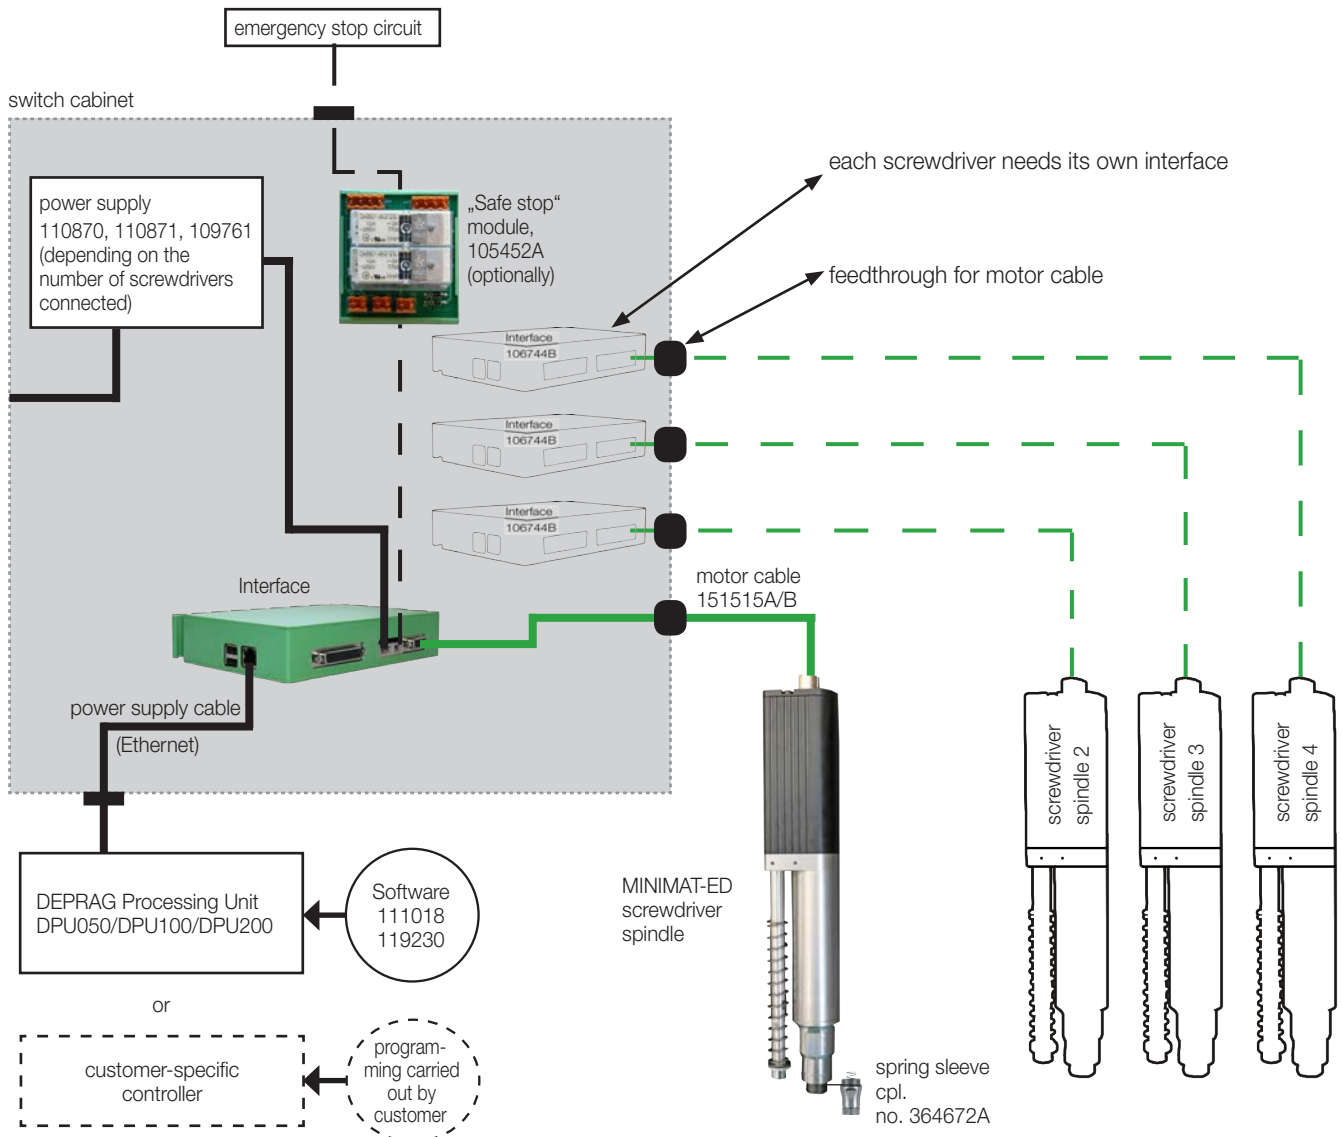 emergency stop circuit
switch cabinet
power supply
110870, 110871, 109761
(depending on the
number of screwdrivers
connected)
„Safe stop“
module,
105452A
(optionally)
each screwdriver needs its own interface
feedthrough for motor cable
Interface
106744B
Interface
106744B
Interface
106744B
motor cable
151515A/B
Interface
power supply cable
(Ethernet)
screwdriver
spindle 2
screwdriver
spindle 3
screwdriver
spindle 4
DEPRAG Processing Unit
DPU050/DPU100/DPU200
Software
111018
119230
MINIMAT-ED
screwdriver
spindle
or
customer-specific
controller
program-
ming carried
out by
customer
spring sleeve
cpl.
no. 364672A